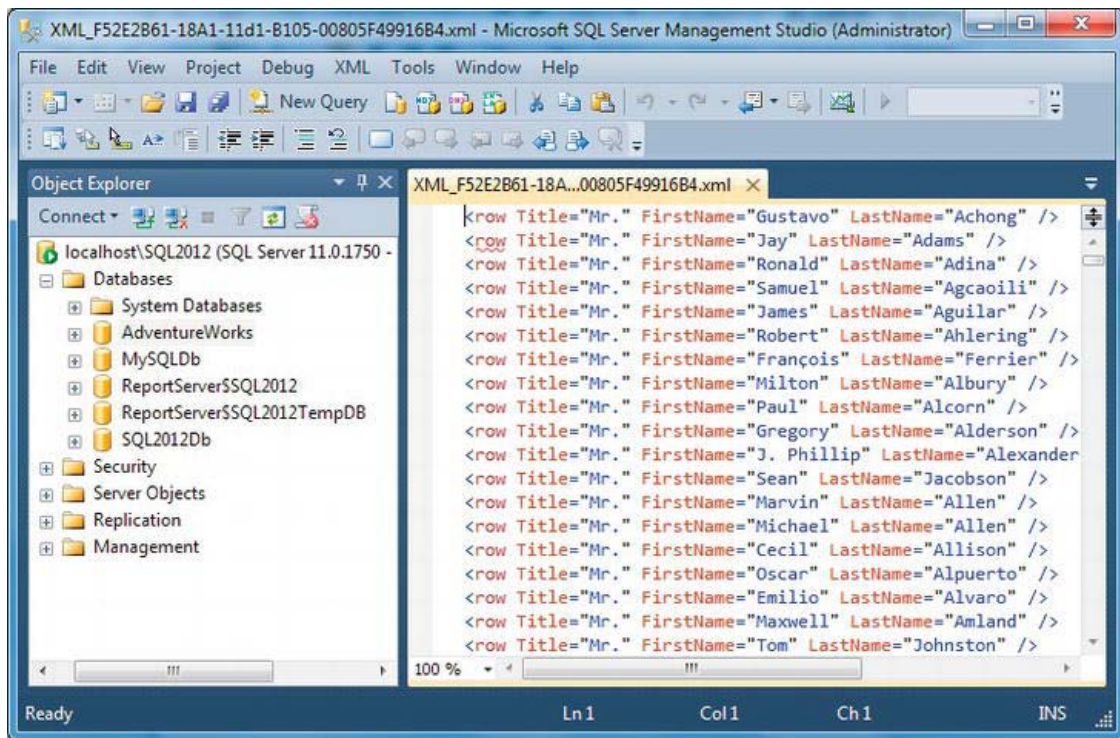 XML_F52E2B61-18A1-11d1-B105-00805F49916B4.xml - Microsoft SQL Server Management Studio (Administrator)
File Edit View Project Debug XML Tools Window Help
New Query
Object Explorer
Connect
localhost\SQL2012 (SQL Server 11.0.1750 -
Databases
System Databases
AdventureWorks
MySQLDb
ReportServer$SQL2012
ReportServer$SQL2012TempDB
SQL2012Db
Security
Server Objects
Replication
Management
XML_F52E2B61-18A...00805F49916B4.xml
<row Title="Mr." FirstName="Gustavo" LastName="Achong" />
<row Title="Mr." FirstName="Jay" LastName="Adams" />
<row Title="Mr." FirstName="Ronald" LastName="Adina" />
<row Title="Mr." FirstName="Samuel" LastName="Agcaoili" />
<row Title="Mr." FirstName="James" LastName="Aguilar" />
<row Title="Mr." FirstName="Robert" LastName="Ahlering" />
<row Title="Mr." FirstName="François" LastName="Ferrier" />
<row Title="Mr." FirstName="Milton" LastName="Albury" />
<row Title="Mr." FirstName="Paul" LastName="Alcorn" />
<row Title="Mr." FirstName="Gregory" LastName="Alderson" />
<row Title="Mr." FirstName="J. Phillip" LastName="Alexander
<row Title="Mr." FirstName="Sean" LastName="Jacobson" />
<row Title="Mr." FirstName="Marvin" LastName="Allen" />
<row Title="Mr." FirstName="Michael" LastName="Allen" />
<row Title="Mr." FirstName="Cecil" LastName="Allison" />
<row Title="Mr." FirstName="Oscar" LastName="Alpuerto" />
<row Title="Mr." FirstName="Emilio" LastName="Alvaro" />
<row Title="Mr." FirstName="Maxwell" LastName="Amland" />
<row Title="Mr." FirstName="Tom" LastName="Johnston" />
100 %
Ready Ln 1 Col 1 Ch 1 INS